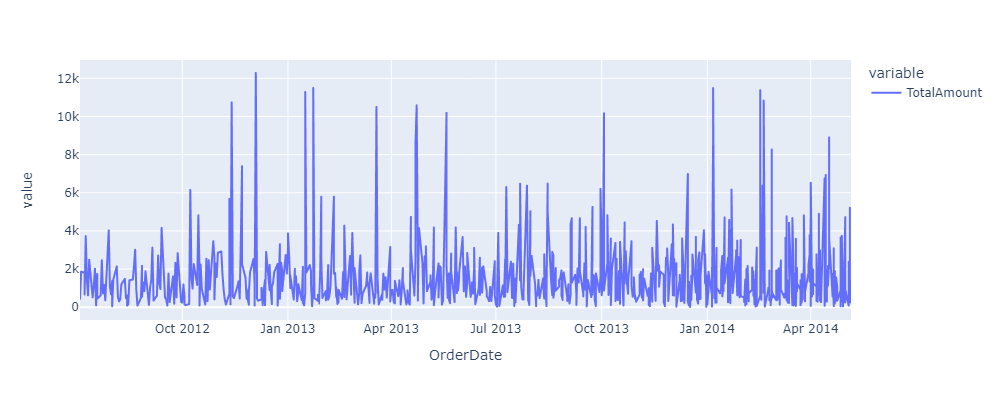 variable
TotalAmount
value
12k
10k
8k
6k
4k
2k
0
Oct 2012
Jan 2013
Apr 2013
Jul 2013
Oct 2013
Jan 2014
Apr 2014
OrderDate